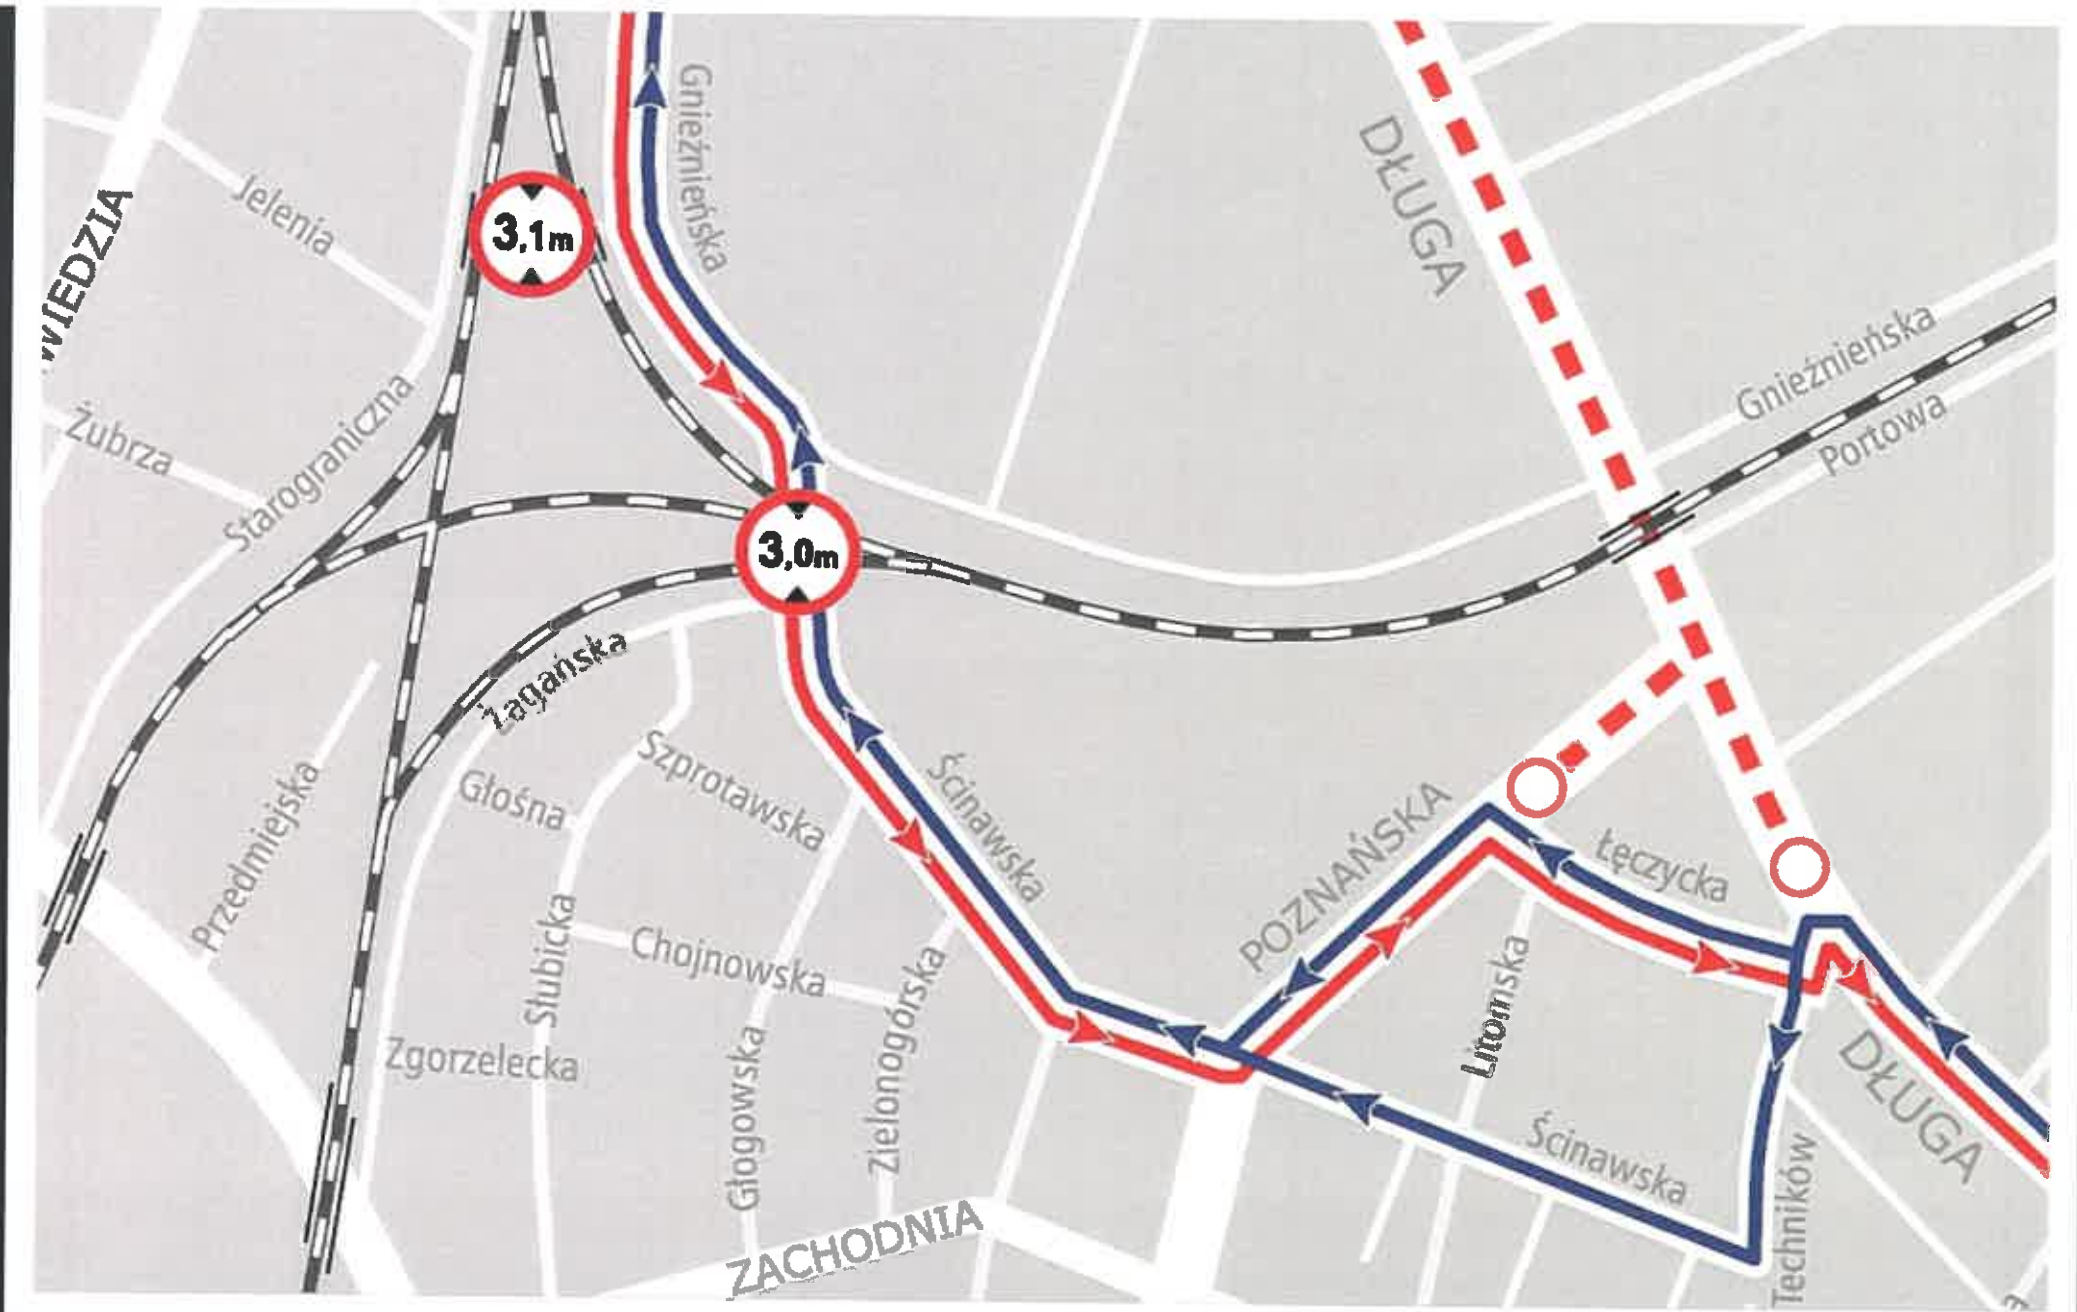 Gnieźnieńska
DŁUGA
Jelenia
3,1m
WIEDZIA
Gnieźnieńska
Portowa
Starograniczna
Żubrza
3,0m
Żagańska
Szprotawska
Głośna
Przedmiejska
Ścinawska
POZNAŃSKA
Łęczycka
Słubicka
Chojnowska
Zielonogórska
Litomska
Zgorzelecka
Głogowska
DŁUGA
Ścinawska
Techników
ZACHODNIA